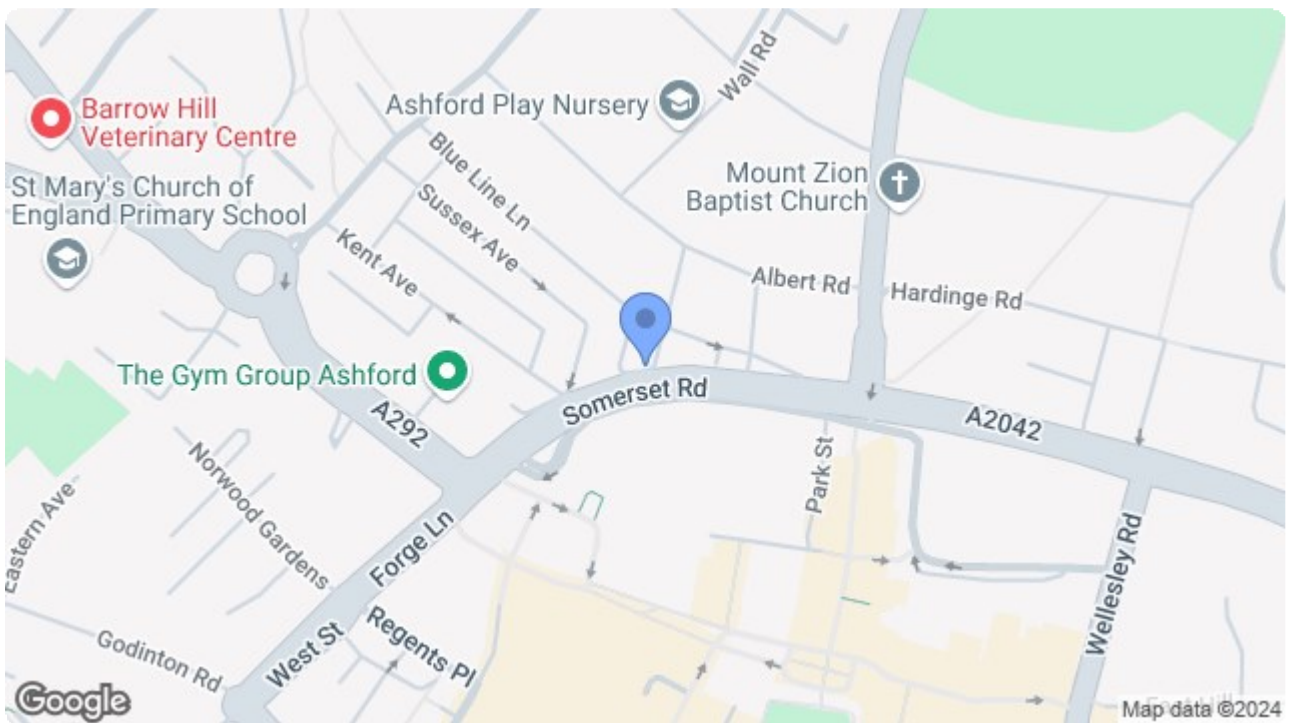 Barrow Hill
Veterinary Centre
Ashford Play Nursery
Wall Rd
St Mary's Church of
England Primary School
Blue Line Ln
Sussex Ave
Kent Ave
Mount Zion
Baptist Church
Albert Rd
Hardinge Rd
The Gym Group Ashford
A292
Somerset Rd
A2042
Norwood Gardens
Eastern Ave
Forge Ln
Park St
Wellesley Rd
Godinton Rd
West St
Regents Pl
Google
Map data ©2024